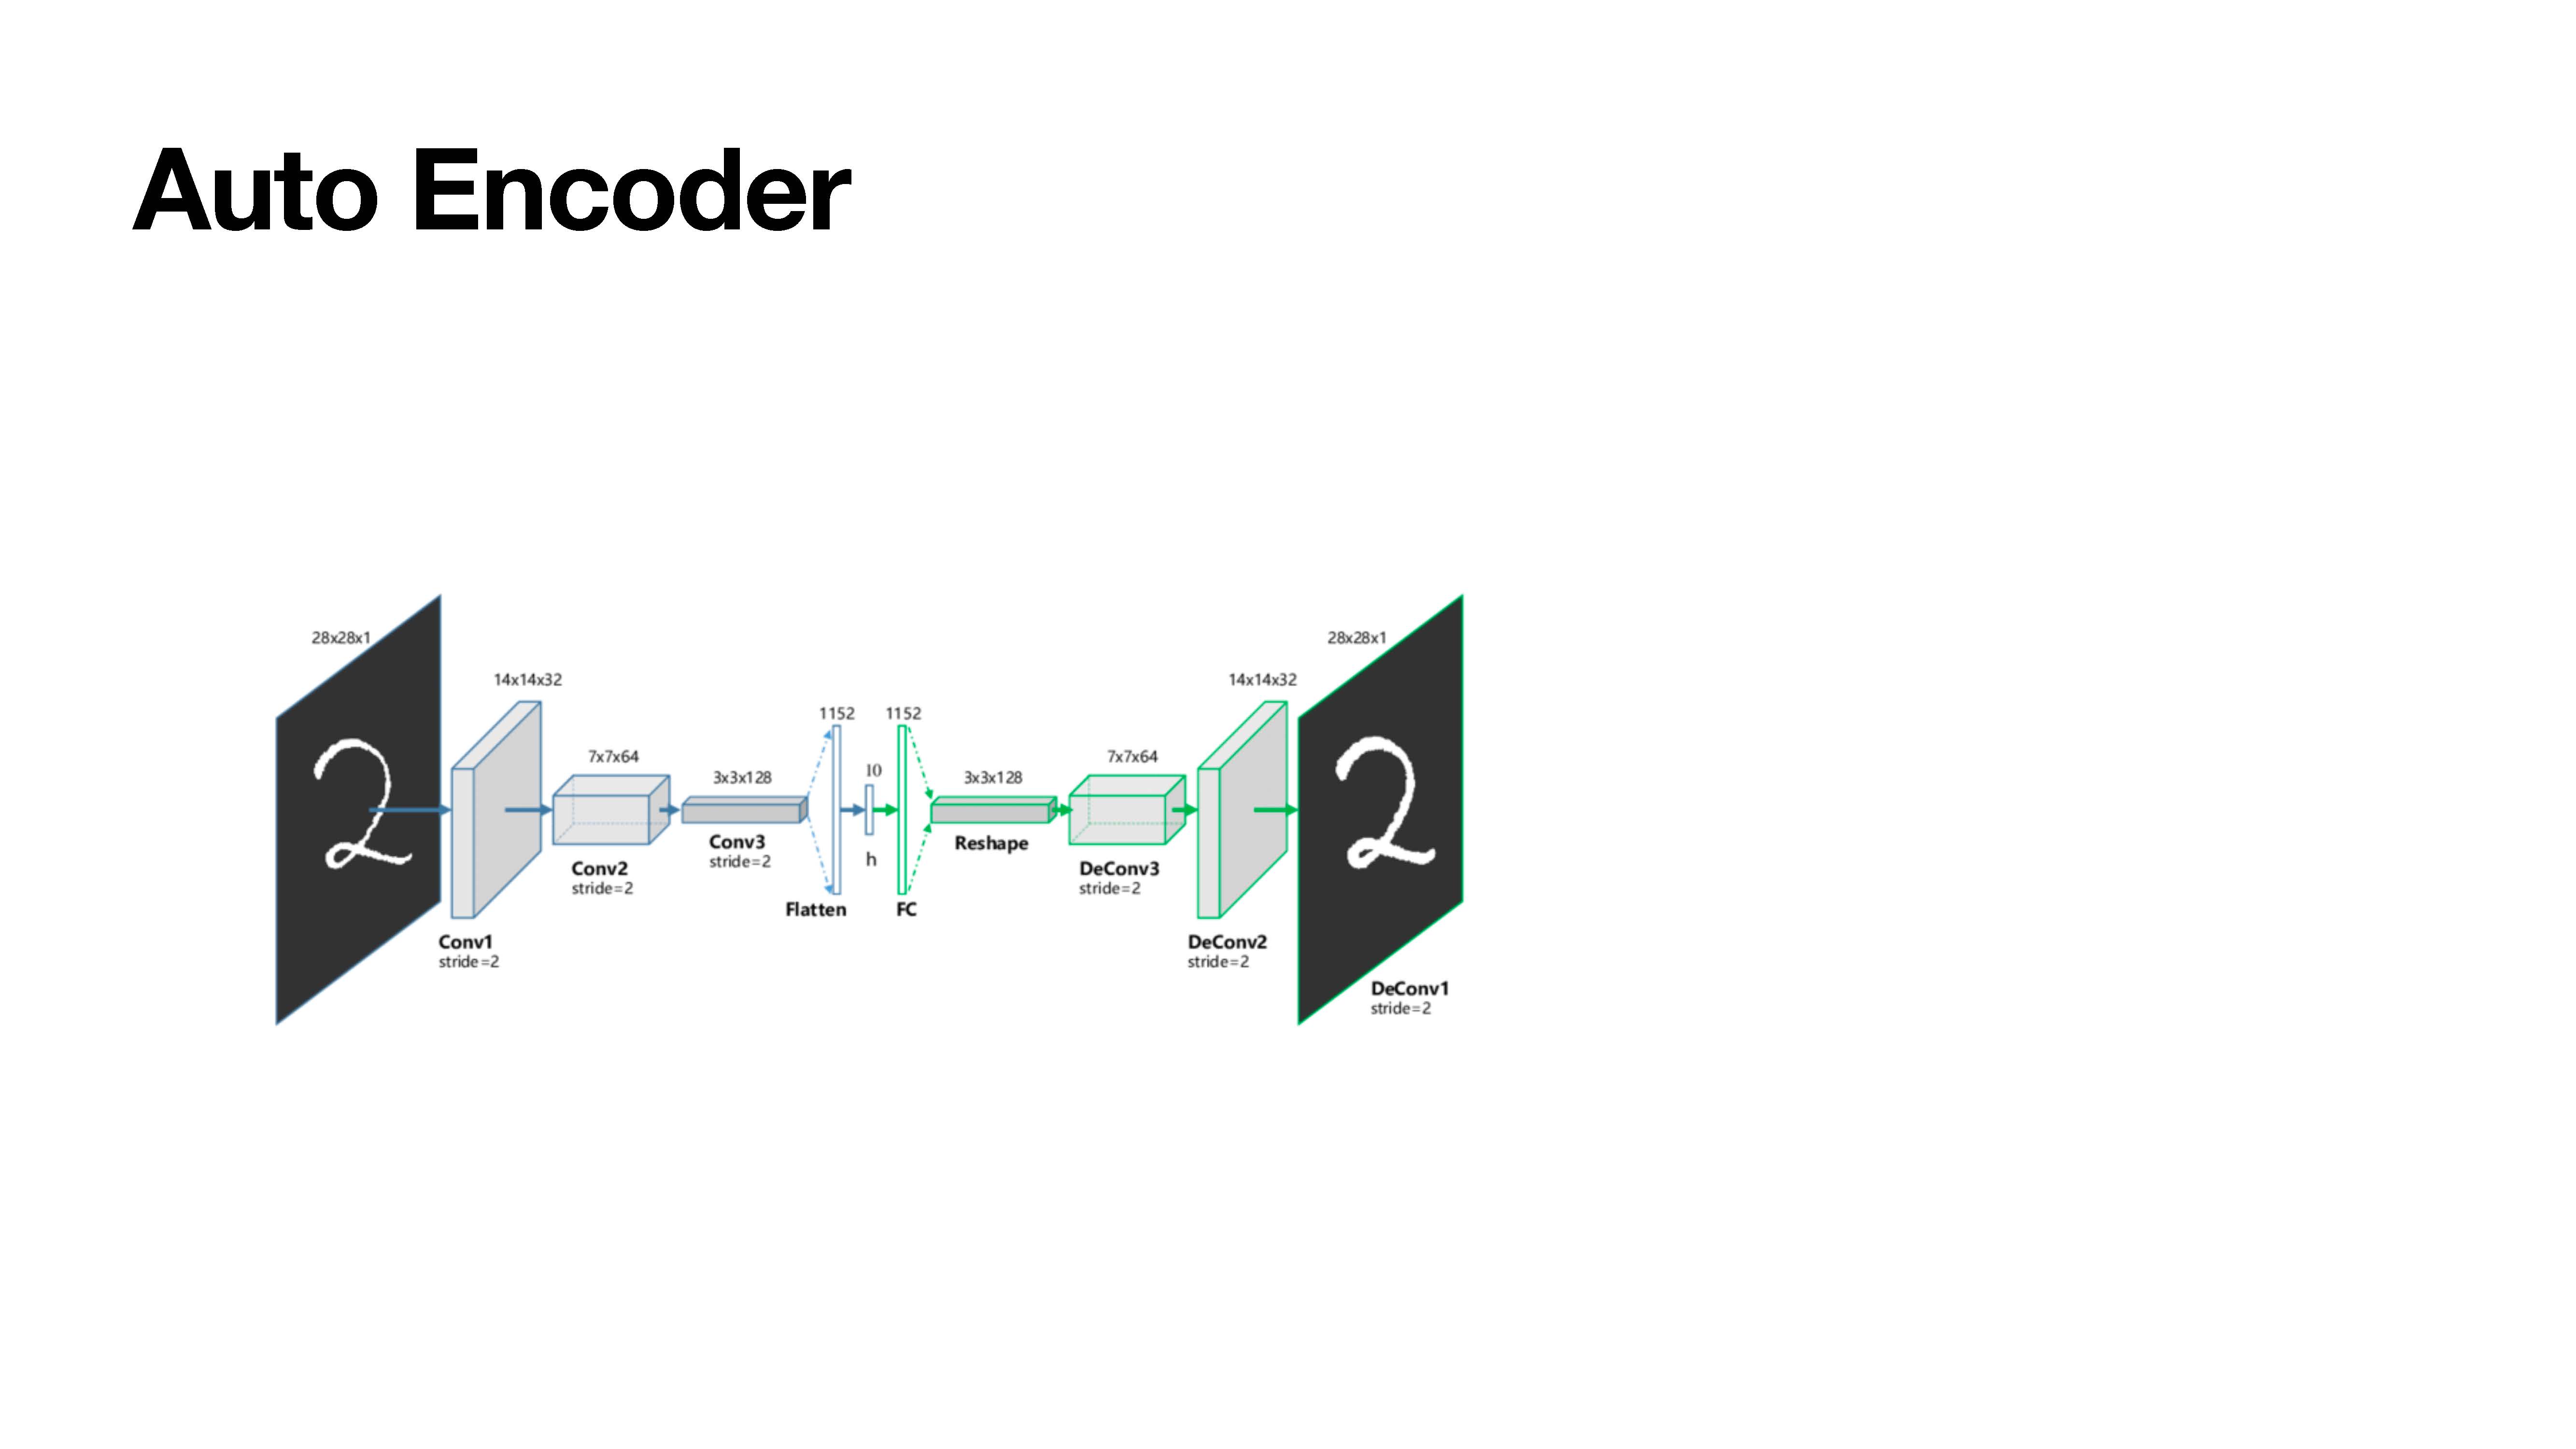 Auto Encoder
28x28x1
14x14x32
7x7x64
3x3x128
1152
10
1152
3x3x128
7x7x64
14x14x32
28x28x1
Conv1
stride=2
Conv2
stride=2
Conv3
stride=2
Flatten
h
FC
Reshape
DeConv3
stride=2
DeConv2
stride=2
DeConv1
stride=2
2
2